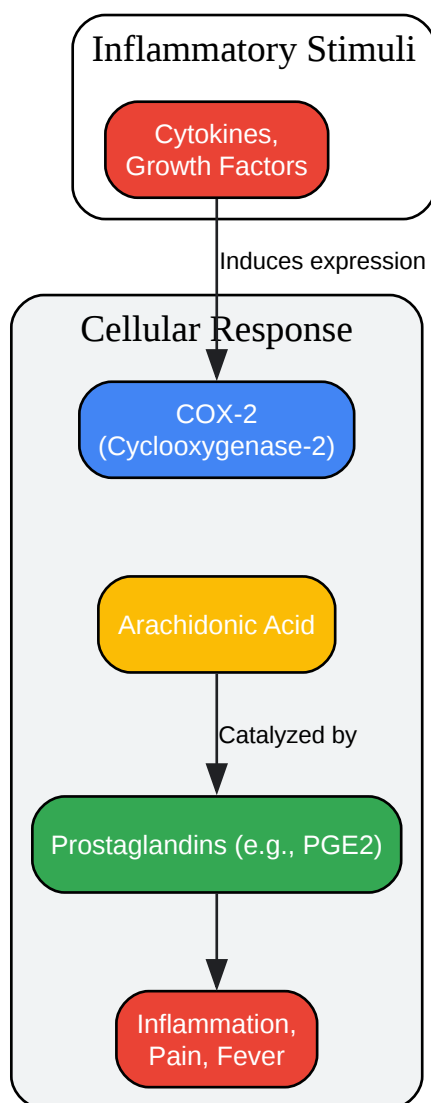 Inflammatory Stimuli
Cytokines,
Growth Factors
Induces expression
Cellular Response
COX-2
(Cyclooxygenase-2)
Arachidonic Acid
Catalyzed by
Prostaglandins (e.g., PGE2)
Inflammation,
Pain, Fever